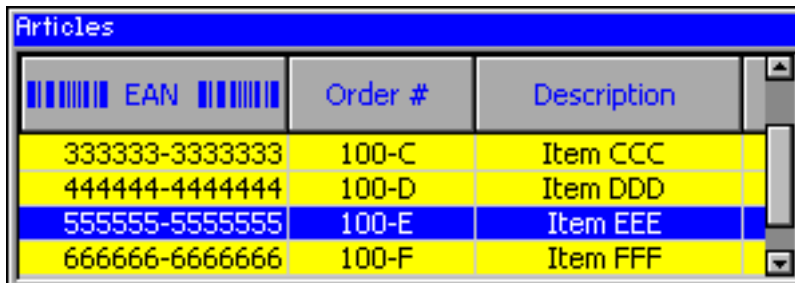 Articles
EAN Order # Description
333333-3333333 100-C Item CCC
444444-4444444 100-D Item DDD
555555-5555555 100-E Item EEE
666666-6666666 100-F Item FFF